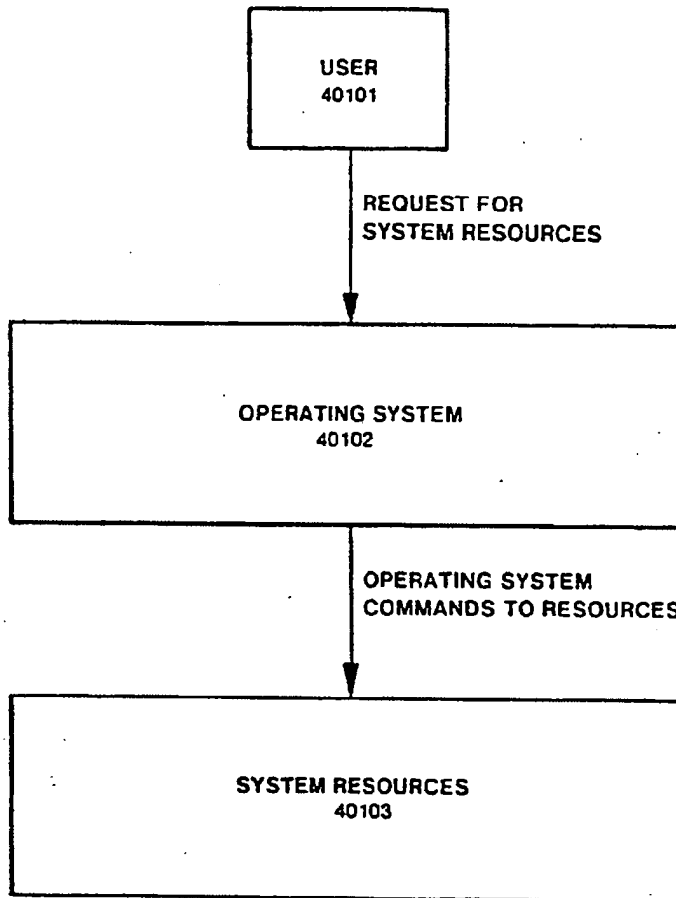 USER
40101
REQUEST FOR
SYSTEM RESOURCES
OPERATING SYSTEM
40102
OPERATING SYSTEM
COMMANDS TO RESOURCES
SYSTEM RESOURCES
40103